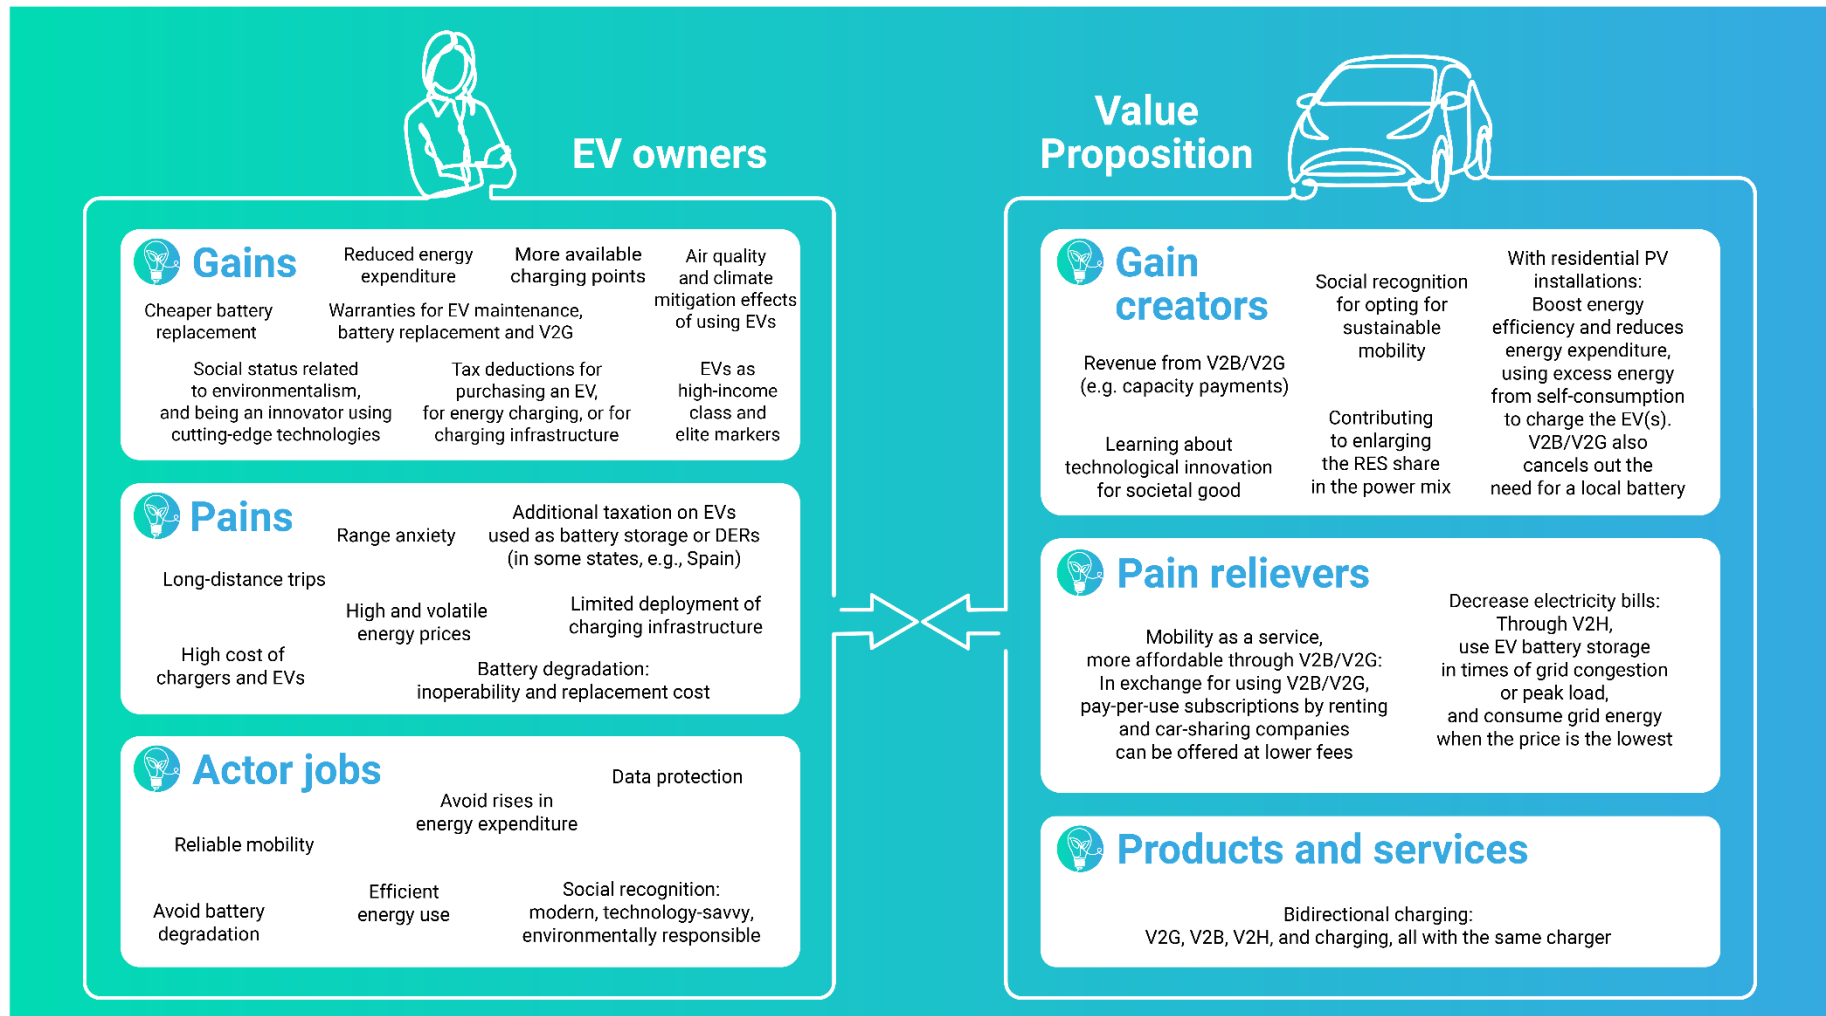 EV owners
Gains
Reduced energy
expenditure
More available
charging points
Air quality
and climate
mitigation effects
of using EVs
Cheaper battery
replacement
Warranties for EV maintenance,
battery replacement and V2G
Social status related
to environmentalism,
and being an innovator using
cutting-edge technologies
Tax deductions for
purchasing an EV,
for energy charging, or for
charging infrastructure
EVs as
high-income
class and
elite markers
Pains
Range anxiety
Additional taxation on EVs
used as battery storage or DERs
(in some states, e.g., Spain)
Long-distance trips
High and volatile
energy prices
Limited deployment of
charging infrastructure
High cost of
chargers and EVs
Battery degradation:
inoperability and replacement cost
Actor jobs
Data protection
Avoid rises in
energy expenditure
Reliable mobility
Efficient
energy use
Social recognition:
modern, technology-savvy,
environmentally responsible
Avoid battery
degradation
Value
Proposition
Gain
creators
Social recognition
for opting for
sustainable
mobility
With residential PV
installations:
Boost energy
efficiency and reduces
energy expenditure,
using excess energy
from self-consumption
to charge the EV(s).
V2B/V2G also
cancels out the
need for a local battery
Revenue from V2B/V2G
(e.g. capacity payments)
Contributing
to enlarging
the RES share
in the power mix
Learning about
technological innovation
for societal good
Pain relievers
Mobility as a service,
more affordable through V2B/V2G:
In exchange for using V2B/V2G,
pay-per-use subscriptions by renting
and car-sharing companies
can be offered at lower fees
Decrease electricity bills:
Through V2H,
use EV battery storage
in times of grid congestion
or peak load,
and consume grid energy
when the price is the lowest
Products and services
Bidirectional charging:
V2G, V2B, V2H, and charging, all with the same charger